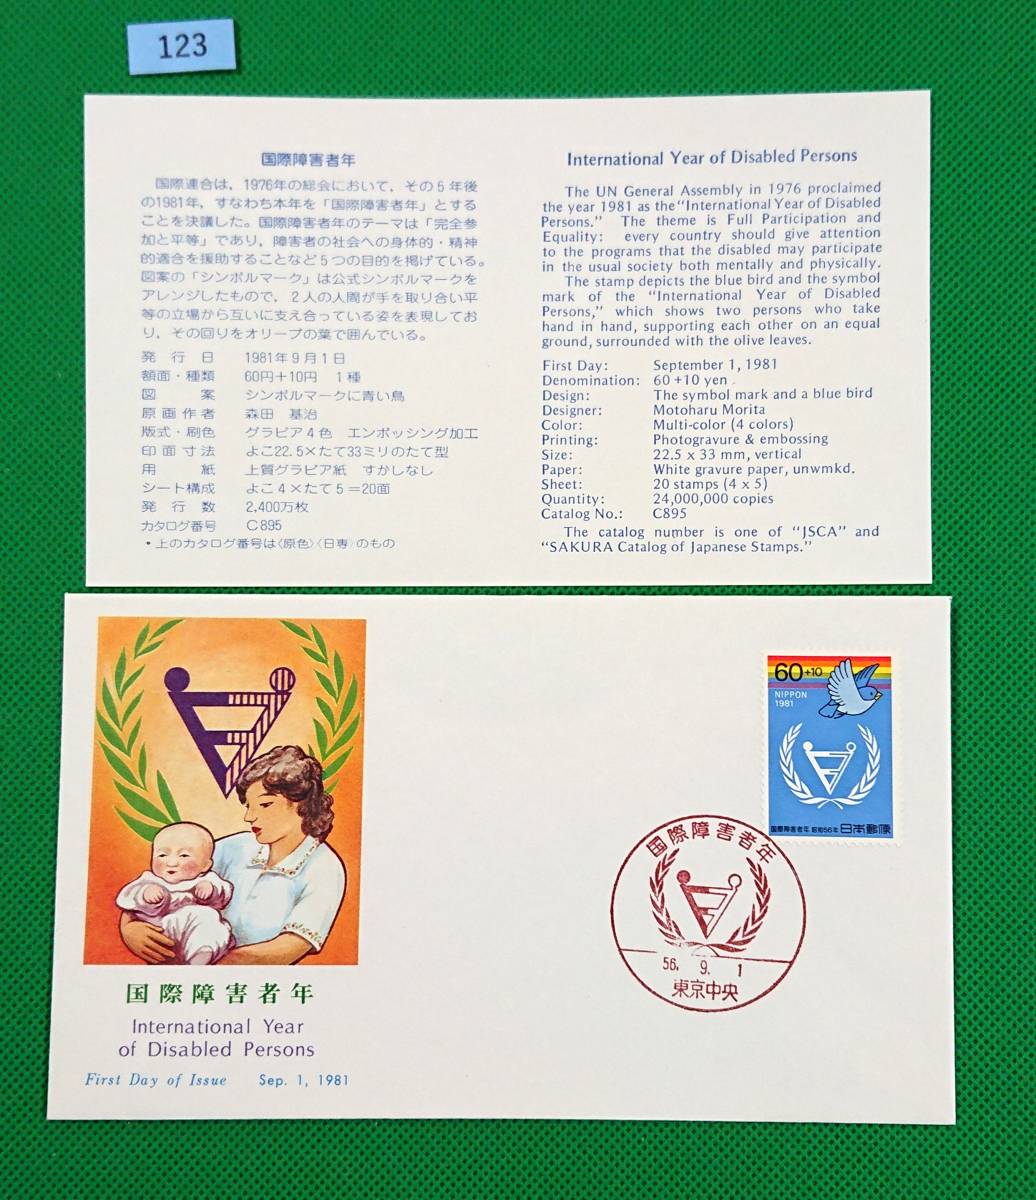 123
国際障害者年
国際連合は，1976年の総会において，その5年後
の1981年，すなわち本年を「国際障害者年」とする
ことを決議した。国際障害者年のテーマは「完全参
加と平等」であり，障害者の社会への身体的・精神
的適合を援助することなど5つの目的を掲げている。
図案の「シンボルマーク」は公式シンボルマークを
アレンジしたもので、2人の人間が手を取り合い平
等の立場から互いに支え合っている姿を表現してお
り，その回りをオリーブの葉で囲んでいる。
発行日 1981年9月1日
額面・種類 60円＋10円 1種
図案 シンボルマークに青い鳥
原画作者 森田 基治
版式・刷色 グラビア4色 エンボッシング加工
印面寸法 よこ22.5×たて33ミリのたて型
用紙 上質グラビア紙 すかしなし
シート構成 よこ4×たて5＝20面
発行数 2,400万枚
カタログ番号 C895
・上のカタログ番号は〈原色〉〈日専〉のもの
International Year of Disabled Persons
The UN General Assembly in 1976 proclaimed
the year 1981 as the "International Year of Disabled
Persons." The theme is Full Participation and
Equality: every country should give attention
to the programs that the disabled may participate
in the usual society both mentally and physically.
The stamp depicts the blue bird and the symbol
mark of the "International Year of Disabled
Persons," which shows two persons who take
hand in hand, supporting each other on an equal
ground, surrounded with the olive leaves.
First Day: September 1, 1981
Denomination: 60+10 yen
Design: The symbol mark and a blue bird
Designer: Motoharu Morita
Color: Multi-color (4 colors)
Printing: Photogravure & embossing
Size: 22.5 x 33 mm, vertical
Paper: White gravure paper, unwmkd.
Sheet: 20 stamps (4 x 5)
Quantity: 24,000,000 copies
Catalog No.: C895
The catalog number is one of "JSCA" and
"SAKURA Catalog of Japanese Stamps."
国際障害者年
International Year
of Disabled Persons
First Day of Issue Sep. 1, 1981
60+10
NIPPON
1981
国際障害者年 昭和56年 日本郵便
国際障害者年
56. 9. 1
東京中央